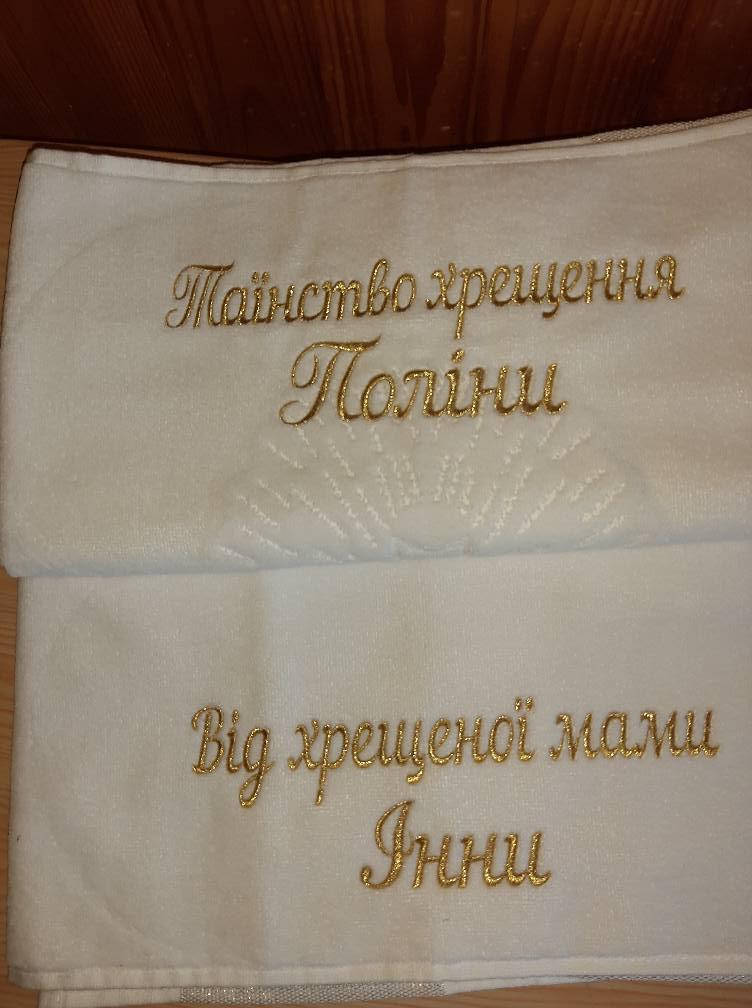 Таїнство хрещення
Поліни
Від хрещеної мами
Інни